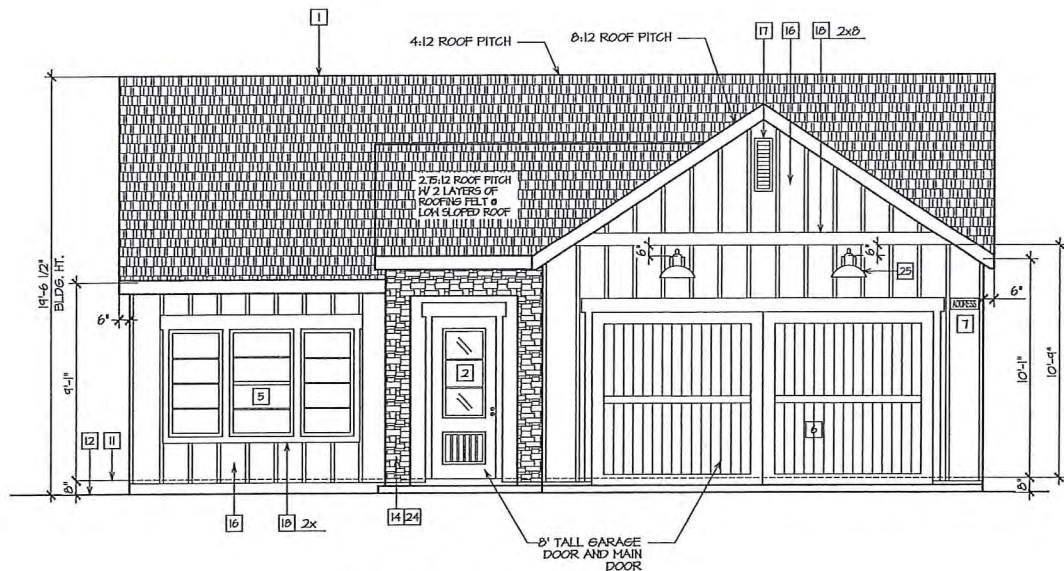 1
4:12 ROOF PITCH
8:12 ROOF PITCH
17
16
18 2x8
2.75:12 ROOF PITCH
W/ 2 LAYERS OF
ROOFING FELT @
LOW SLOPED ROOF
19'-6 1/2"
BLDG. HT.
6"
6"
25
6"
ADDRESS
7
6"
9'-1"
10'-1"
10'-9"
2
5
6
12
11
8"
8"
16
18 2x
14
24
8' TALL GARAGE
DOOR AND MAIN
DOOR